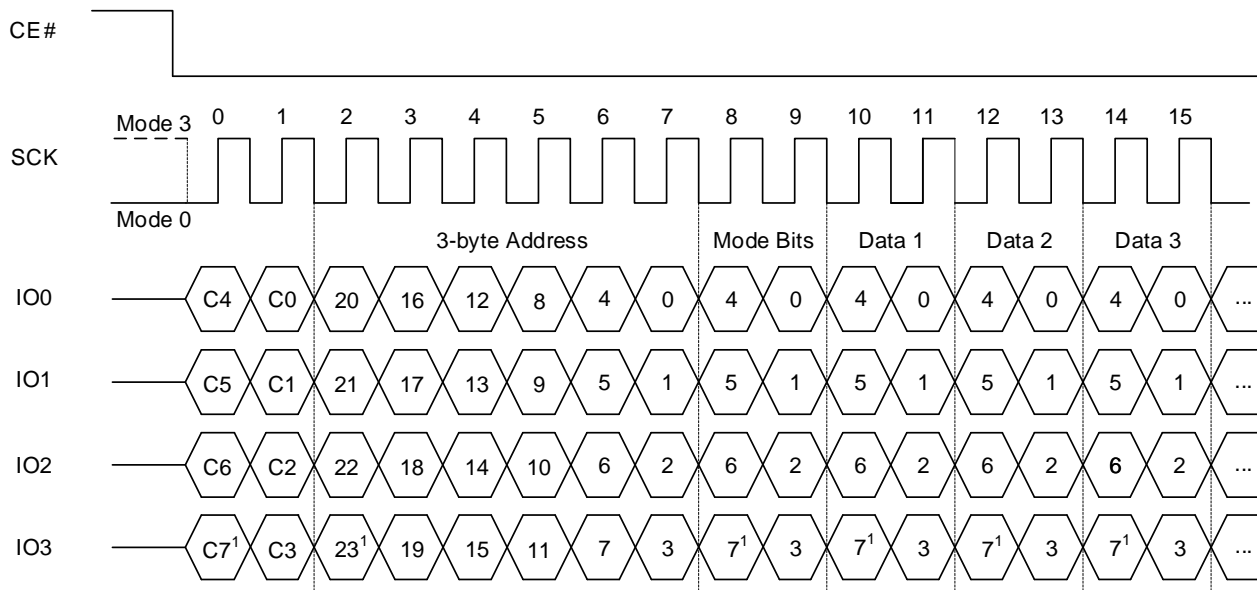 CE#
0 1 2 3 4 5 6 7 8 9 10 11 12 13 14 15
Mode 3
SCK
Mode 0
3-byte Address Mode Bits Data 1 Data 2 Data 3
IO0 C4 C0 20 16 12 8 4 0 4 0 4 0 4 0 4 0 ...
IO1 C5 C1 21 17 13 9 5 1 5 1 5 1 5 1 5 1 ...
IO2 C6 C2 22 18 14 10 6 2 6 2 6 2 6 2 6 2 ...
IO3 C7¹ C3 23¹ 19 15 11 7 3 7¹ 3 7¹ 3 7¹ 3 7¹ 3 ...